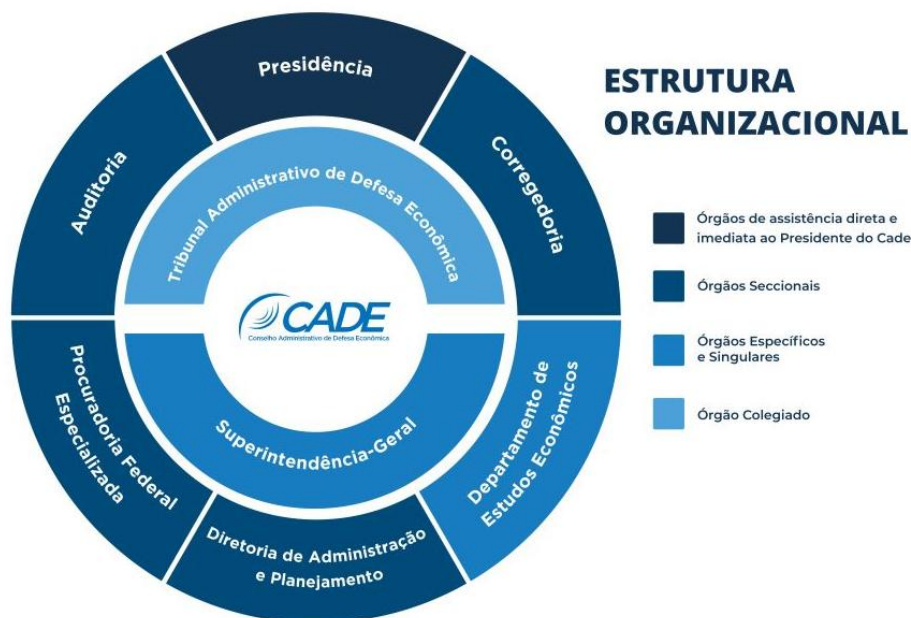 Presidência
ESTRUTURA
ORGANIZACIONAL
Auditoria
Corregedoria
Tribunal Administrativo de Defesa Econômica
Órgãos de assistência direta e
imediata ao Presidente do Cade
Órgãos Seccionais
CADE
Conselho Administrativo de Defesa Econômica
Órgãos Específicos
e Singulares
Órgão Colegiado
Procuradoria Federal
Especializada
Superintendência-Geral
Departamento de
Estudos Econômicos
Diretoria de Administração
e Planejamento